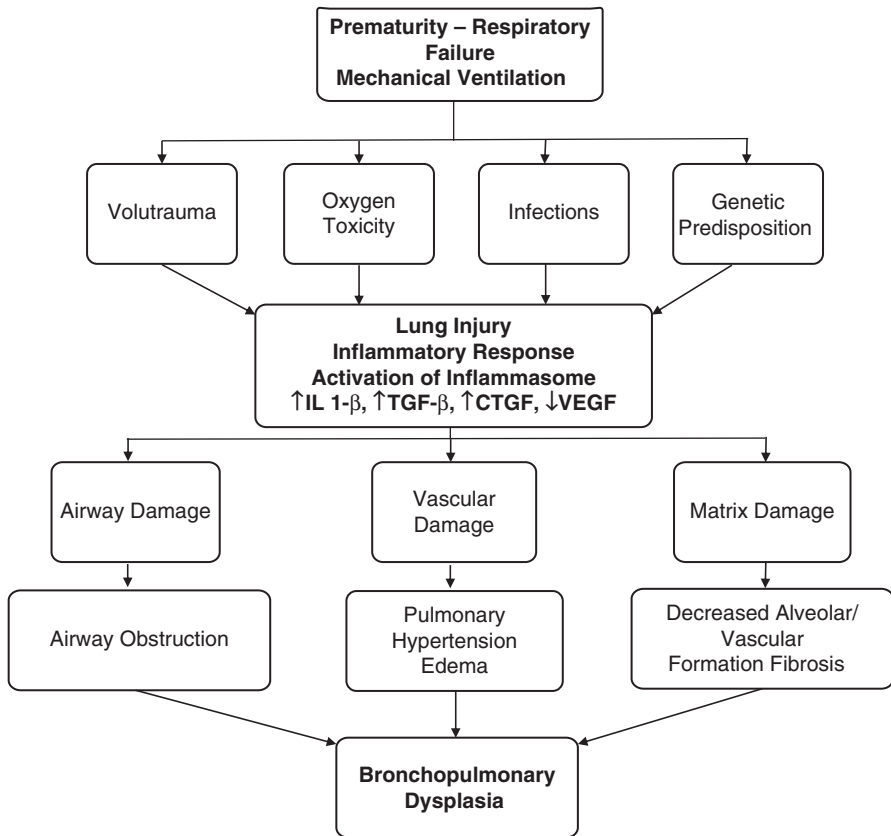 Prematurity – Respiratory
Failure
Mechanical Ventilation
Volutrauma
Oxygen
Toxicity
Infections
Genetic
Predisposition
Lung Injury
Inflammatory Response
Activation of Inflammasome
↑IL 1-β, ↑TGF-β, ↑CTGF, ↓VEGF
Airway Damage
Vascular
Damage
Matrix Damage
Airway Obstruction
Pulmonary
Hypertension
Edema
Decreased Alveolar/
Vascular
Formation Fibrosis
Bronchopulmonary
Dysplasia